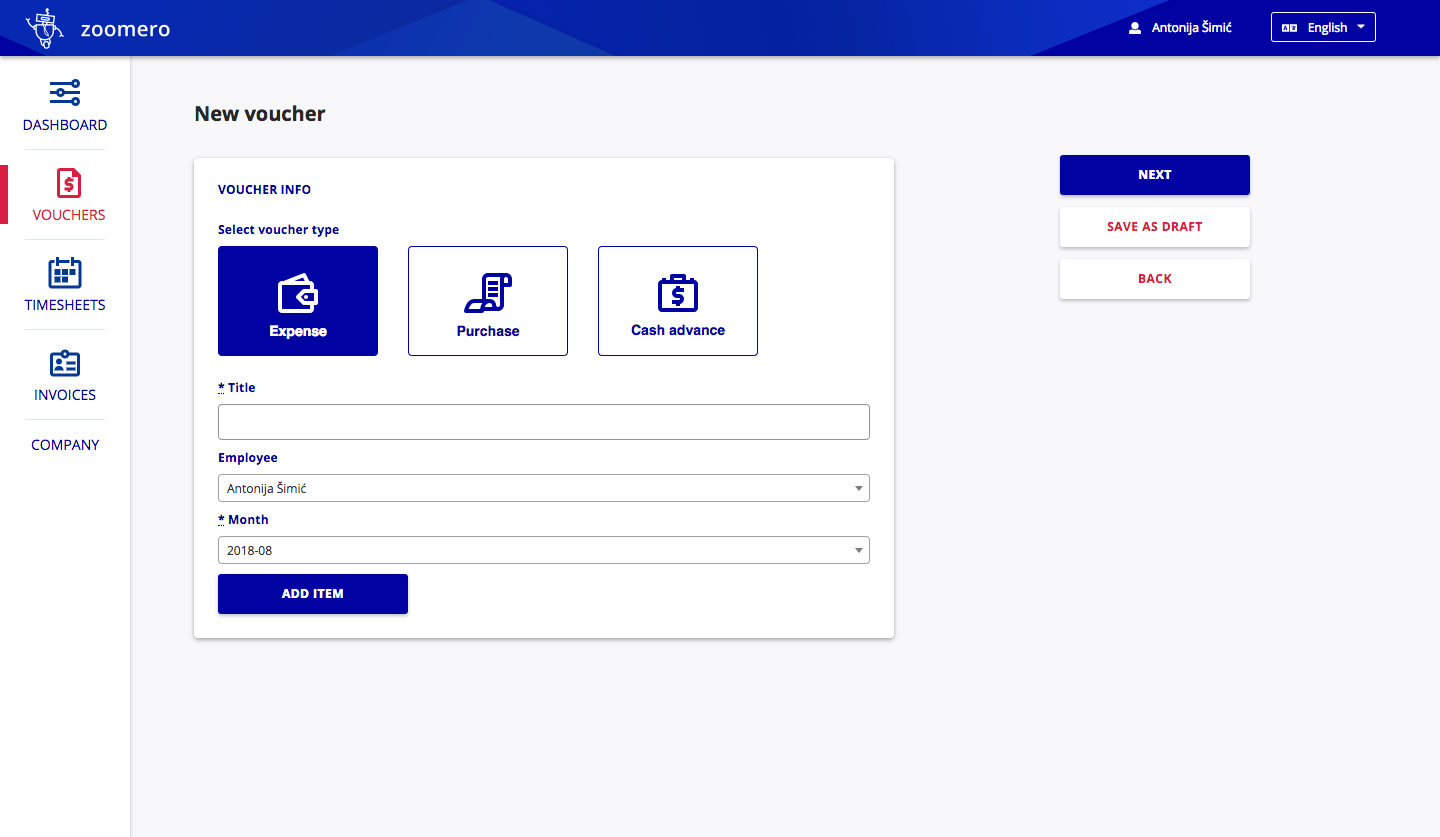 zoomero
Antonija Šimić
English
DASHBOARD
VOUCHERS
TIMESHEETS
INVOICES
COMPANY
New voucher
VOUCHER INFO
Select voucher type
Expense
Purchase
Cash advance
* Title
Employee
Antonija Šimić
* Month
2018-08
ADD ITEM
NEXT
SAVE AS DRAFT
BACK